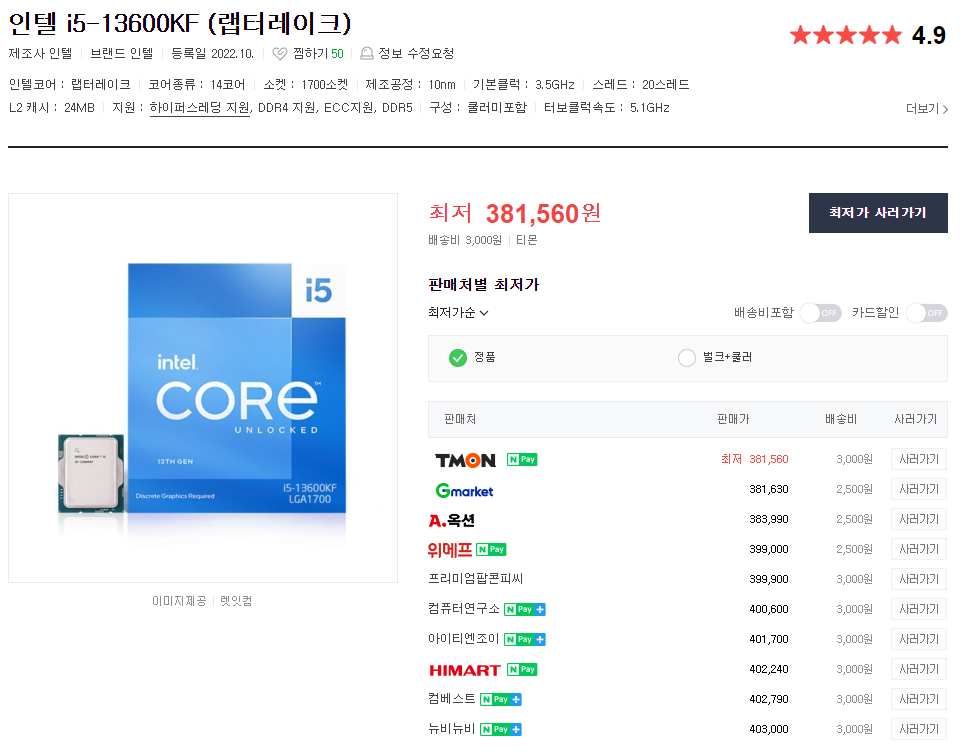 인텔 i5-13600KF (랩터레이크)
★★★★★ 4.9
제조사 인텔 브랜드 인텔 등록일 2022.10. 찜하기 50 정보 수정요청
인텔코어 : 랩터레이크 코어종류 : 14코어 소켓 : 1700소켓 제조공정 : 10nm 기본클럭 : 3.5GHz 스레드 : 20스레드
L2 캐시 : 24MB 지원 : 하이퍼스레딩 지원, DDR4 지원, ECC지원, DDR5 구성 : 쿨러미포함 터보클럭속도 : 5.1GHz
더보기
최저 381,560원
배송비 3,000원 티몬
최저가 사러가기
판매처별 최저가
최저가순 배송비포함 OFF 카드할인 OFF
정품 벌크+쿨러
i5
intel.
CORE™
UNLOCKED
13TH GEN
Discrete Graphics Required
i5-13600KF
LGA1700
이미지제공 렛잇컴
판매처 판매가 배송비 사러가기
TMON N Pay 최저 381,560 3,000원 사러가기
Gmarket 381,630 2,500원 사러가기
A.옥션 383,990 2,500원 사러가기
위메프 N Pay 399,000 2,500원 사러가기
프리미엄팝콘피씨 399,900 3,000원 사러가기
컴퓨터연구소 N Pay + 400,600 3,000원 사러가기
아이티엔조이 N Pay + 401,700 3,000원 사러가기
HIMART N Pay 402,240 3,000원 사러가기
컴베스트 N Pay + 402,790 3,000원 사러가기
뉴비뉴비 N Pay + 403,000 3,000원 사러가기